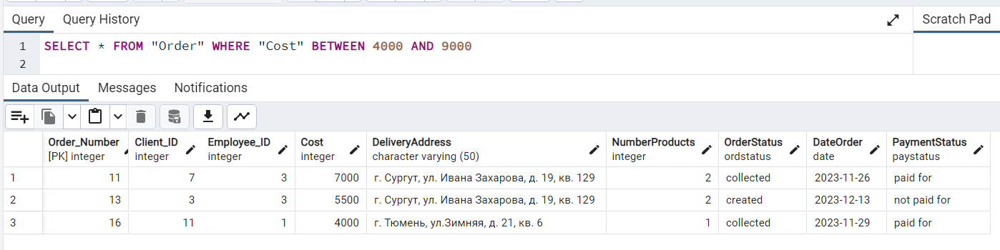 Query Query History Scratch Pad
1 SELECT * FROM "Order" WHERE "Cost" BETWEEN 4000 AND 9000
2
Data Output Messages Notifications
Order_Number Client_ID Employee_ID Cost DeliveryAddress NumberProducts OrderStatus DateOrder PaymentStatus
[PK] integer integer integer integer character varying (50) integer ordstatus date paystatus
1 11 7 3 7000 г. Сургут, ул. Ивана Захарова, д. 19, кв. 129 2 collected 2023-11-26 paid for
2 13 3 3 5500 г. Сургут, ул. Ивана Захарова, д. 19, кв. 129 2 created 2023-12-13 not paid for
3 16 11 1 4000 г. Тюмень, ул.Зимняя, д. 21, кв. 6 1 collected 2023-11-29 paid for